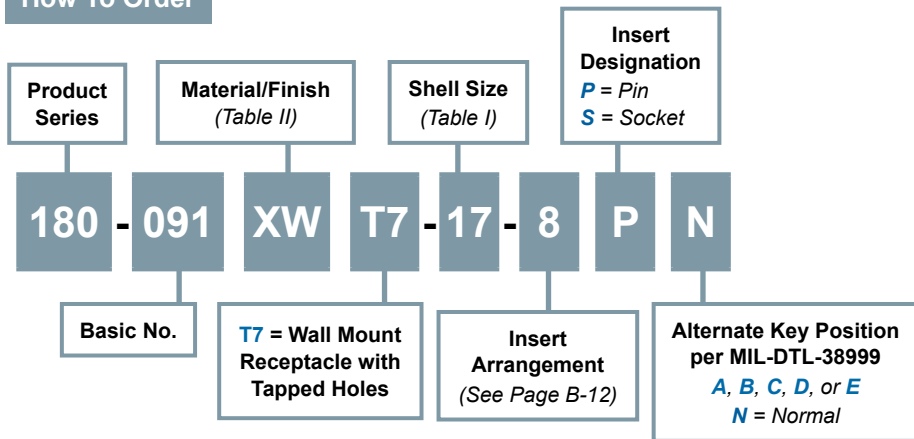 How To Order
Product
Series
Material/Finish
(Table II)
Shell Size
(Table I)
Insert
Designation
P = Pin
S = Socket
180 - 091 XW T7 - 17 - 8 P N
Basic No.
T7 = Wall Mount
Receptacle with
Tapped Holes
Insert
Arrangement
(See Page B-12)
Alternate Key Position
per MIL-DTL-38999
A, B, C, D, or E
N = Normal